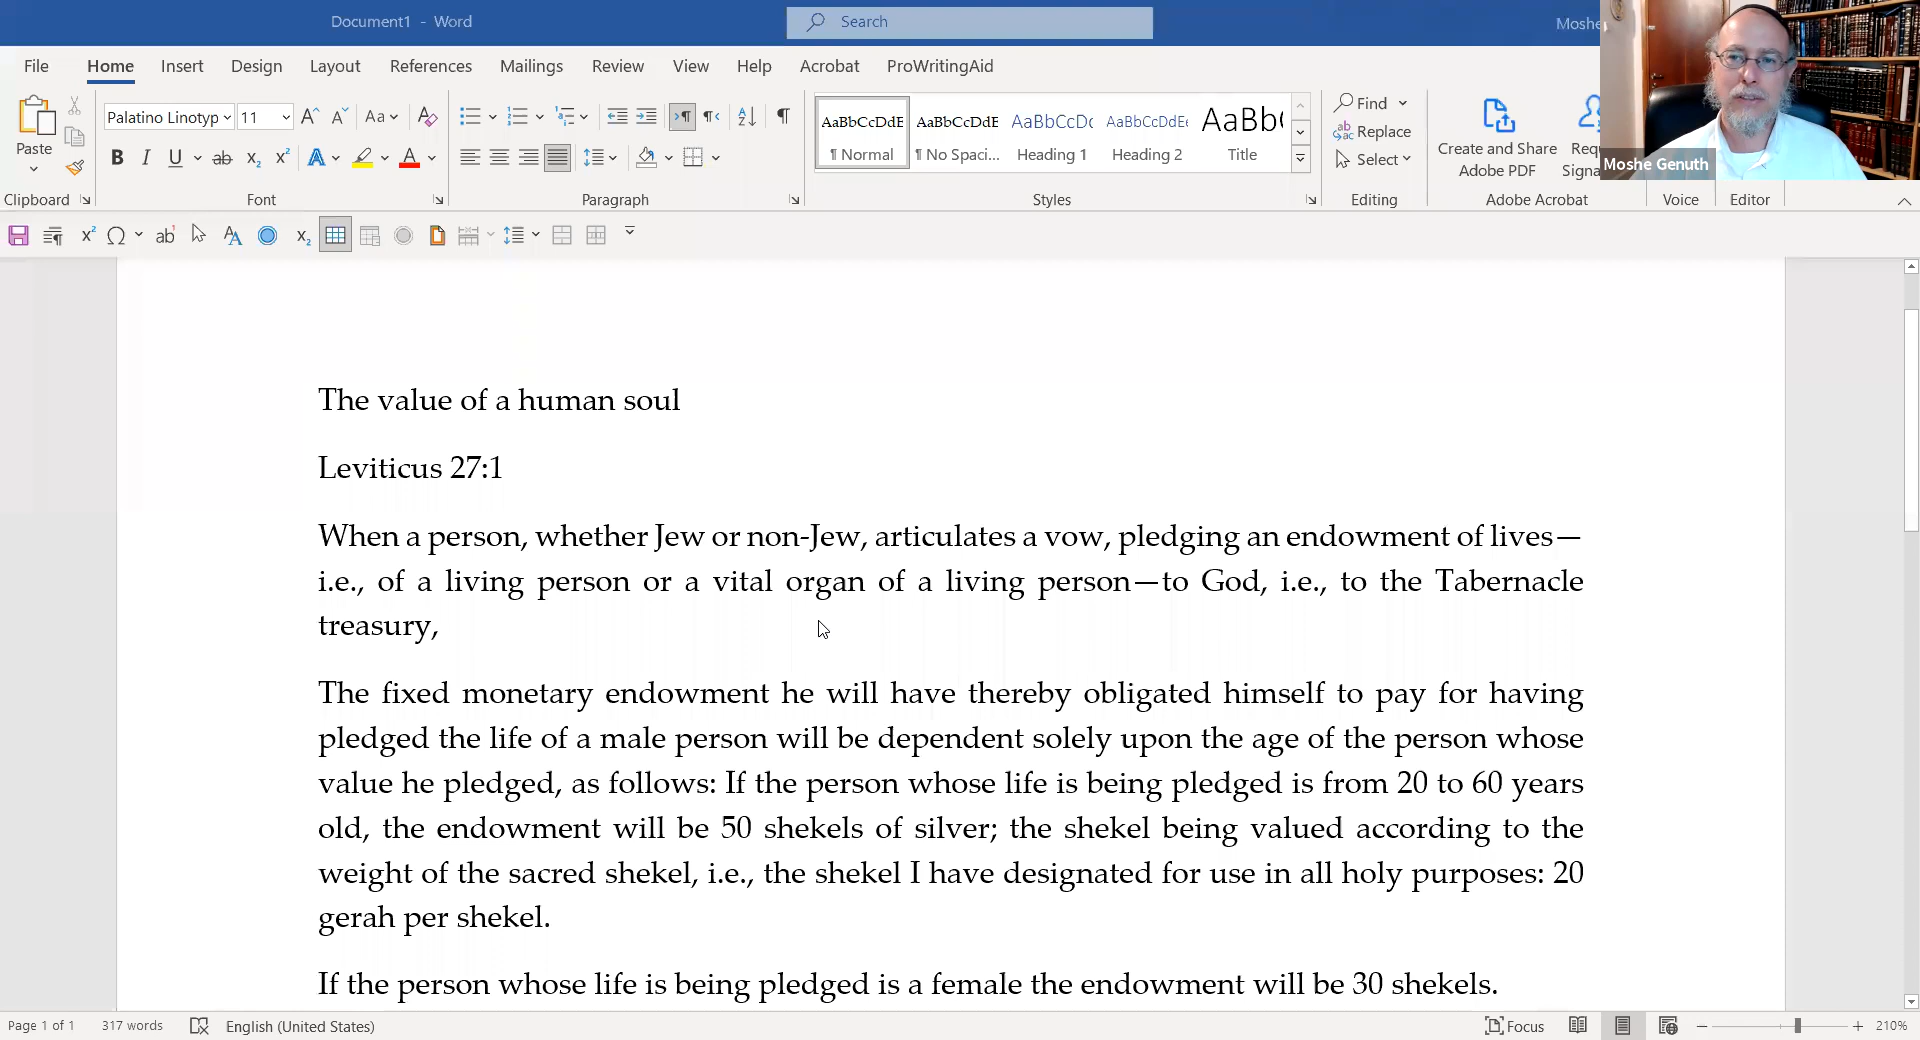 Document1 - Word
Search
Moshe
File Home Insert Design Layout References Mailings Review View Help Acrobat ProWritingAid
Palatino Linotyp 11
Paste
Clipboard
Font
Paragraph
AaBbCcDdE AaBbCcDdE AaBbCcDc AaBbCcDdEe AaBb(
¶ Normal ¶ No Spaci... Heading 1 Heading 2 Title
Styles
Find
Replace
Select
Editing
Create and Share
Adobe PDF
Req
Signa
Adobe Acrobat
Voice
Editor
Moshe Genuth
The value of a human soul
Leviticus 27:1
When a person, whether Jew or non-Jew, articulates a vow, pledging an endowment of lives—
i.e., of a living person or a vital organ of a living person—to God, i.e., to the Tabernacle
treasury,
The fixed monetary endowment he will have thereby obligated himself to pay for having
pledged the life of a male person will be dependent solely upon the age of the person whose
value he pledged, as follows: If the person whose life is being pledged is from 20 to 60 years
old, the endowment will be 50 shekels of silver; the shekel being valued according to the
weight of the sacred shekel, i.e., the shekel I have designated for use in all holy purposes: 20
gerah per shekel.
If the person whose life is being pledged is a female the endowment will be 30 shekels.
Page 1 of 1 317 words English (United States) Focus 210%